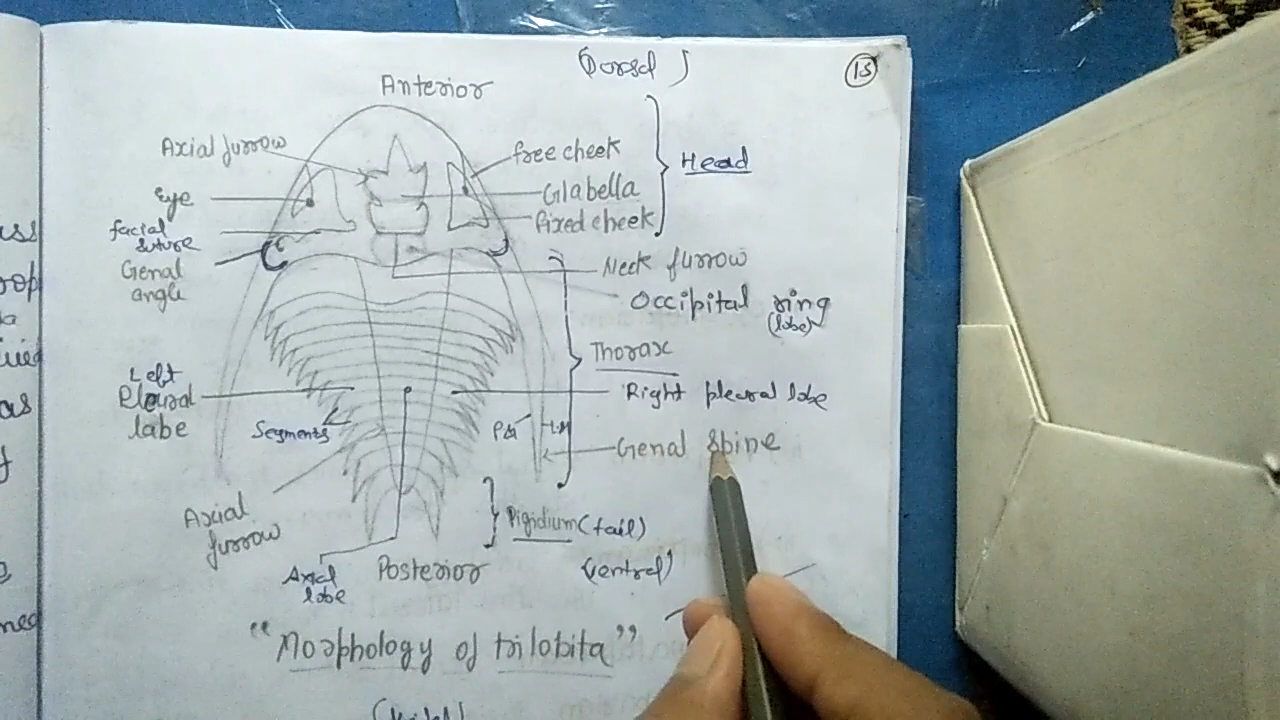 (Dorsal)
15
Anterior
Axial furrow
free cheek
Head
Eye
Glabella
facial
suture
fixed cheek
Genal
angle
Neck furrow
Occipital ring
(lobe)
Thorax
Left
Pleural
labe
Right pleural lobe
Segments
Genal spine
Axial
furrow
Pigidium (tail)
Axial
lobe
Posterior
(ventral)
"Morphology of trilobita"